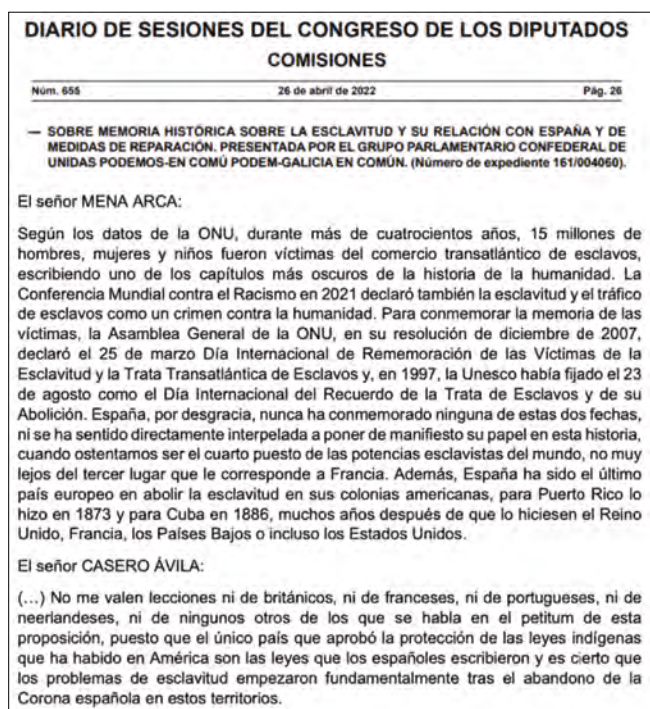 DIARIO DE SESIONES DEL CONGRESO DE LOS DIPUTADOS
COMISIONES
Núm. 655 26 de abril de 2022 Pág. 26
— SOBRE MEMORIA HISTÓRICA SOBRE LA ESCLAVITUD Y SU RELACIÓN CON ESPAÑA Y DE
MEDIDAS DE REPARACIÓN. PRESENTADA POR EL GRUPO PARLAMENTARIO CONFEDERAL DE
UNIDAS PODEMOS-EN COMÚ PODEM-GALICIA EN COMÚN. (Número de expediente 161/004060).
El señor MENA ARCA:
Según los datos de la ONU, durante más de cuatrocientos años, 15 millones de
hombres, mujeres y niños fueron víctimas del comercio transatlántico de esclavos,
escribiendo uno de los capítulos más oscuros de la historia de la humanidad. La
Conferencia Mundial contra el Racismo en 2021 declaró también la esclavitud y el tráfico
de esclavos como un crimen contra la humanidad. Para conmemorar la memoria de las
víctimas, la Asamblea General de la ONU, en su resolución de diciembre de 2007,
declaró el 25 de marzo Día Internacional de Rememoración de las Víctimas de la
Esclavitud y la Trata Transatlántica de Esclavos y, en 1997, la Unesco había fijado el 23
de agosto como el Día Internacional del Recuerdo de la Trata de Esclavos y de su
Abolición. España, por desgracia, nunca ha conmemorado ninguna de estas dos fechas,
ni se ha sentido directamente interpelada a poner de manifiesto su papel en esta historia,
cuando ostentamos ser el cuarto puesto de las potencias esclavistas del mundo, no muy
lejos del tercer lugar que le corresponde a Francia. Además, España ha sido el último
país europeo en abolir la esclavitud en sus colonias americanas, para Puerto Rico lo
hizo en 1873 y para Cuba en 1886, muchos años después de que lo hiciesen el Reino
Unido, Francia, los Países Bajos o incluso los Estados Unidos.
El señor CASERO ÁVILA:
(…) No me valen lecciones ni de británicos, ni de franceses, ni de portugueses, ni de
neerlandeses, ni de ningunos otros de los que se habla en el petitum de esta
proposición, puesto que el único país que aprobó la protección de las leyes indígenas
que ha habido en América son las leyes que los españoles escribieron y es cierto que
los problemas de esclavitud empezaron fundamentalmente tras el abandono de la
Corona española en estos territorios.